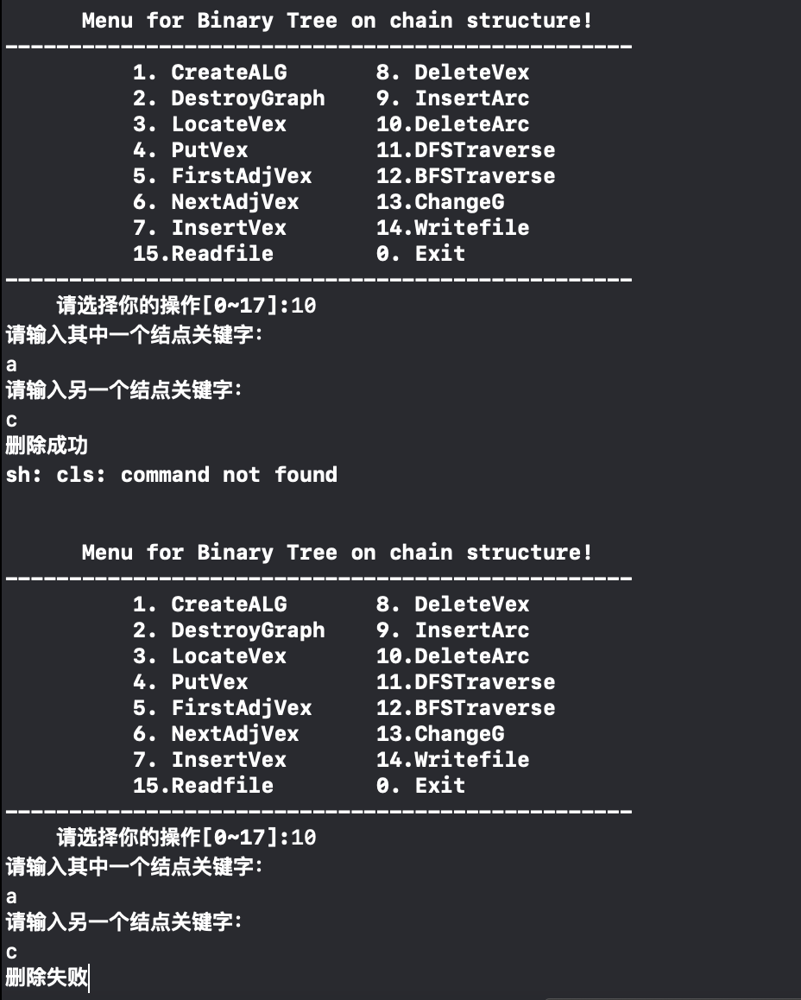 Menu for Binary Tree on chain structure!
-------------------------------------------------
1. CreateALG 8. DeleteVex
2. DestroyGraph 9. InsertArc
3. LocateVex 10.DeleteArc
4. PutVex 11.DFSTraverse
5. FirstAdjVex 12.BFSTraverse
6. NextAdjVex 13.ChangeG
7. InsertVex 14.Writefile
15.Readfile 0. Exit
-------------------------------------------------
请选择你的操作[0~17]:10
请输入其中一个结点关键字：
a
请输入另一个结点关键字：
c
删除成功
sh: cls: command not found
Menu for Binary Tree on chain structure!
-------------------------------------------------
1. CreateALG 8. DeleteVex
2. DestroyGraph 9. InsertArc
3. LocateVex 10.DeleteArc
4. PutVex 11.DFSTraverse
5. FirstAdjVex 12.BFSTraverse
6. NextAdjVex 13.ChangeG
7. InsertVex 14.Writefile
15.Readfile 0. Exit
-------------------------------------------------
请选择你的操作[0~17]:10
请输入其中一个结点关键字：
a
请输入另一个结点关键字：
c
删除失败